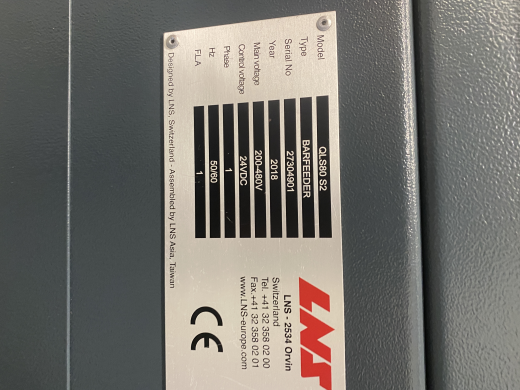 Model QLS80 S2
Type BARFEEDER
Serial No 27304901
Year 2018
Main voltage 200-480V
Control voltage 24VDC
Phase 1
Hz 50/60
FLA 1
Designed by LNS, Switzerland - Assembled by LNS Asia, Taiwan
LNS
LNS - 2534 Orvin
Switzerland
Tel. +41 32 358 02 00
Fax +41 32 358 02 01
www.LNS-europe.com
CE